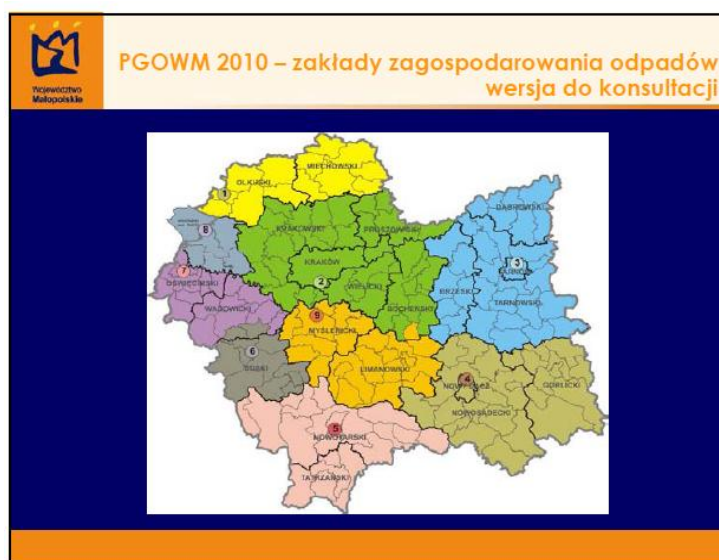 Województwo
Małopolskie
PGOWM 2010 – zakłady zagospodarowania odpadów
wersja do konsultacji
MIECHOWSKI
OLKUSKI
1
DĄBROWSKI
8
KRAKOWSKI
PROSZOWICKI
KRAKÓW
3
7
OŚWIĘCIMSKI
2
WIELICKI
BRZESKI
TARNOWSKI
WADOWICKI
BOCHEŃSKI
9
MYŚLENICKI
6
SUSKI
LIMANOWSKI
4
NOWY SĄCZ
GORLICKI
NOWOSĄDECKI
5
NOWOTARSKI
TATRZAŃSKI